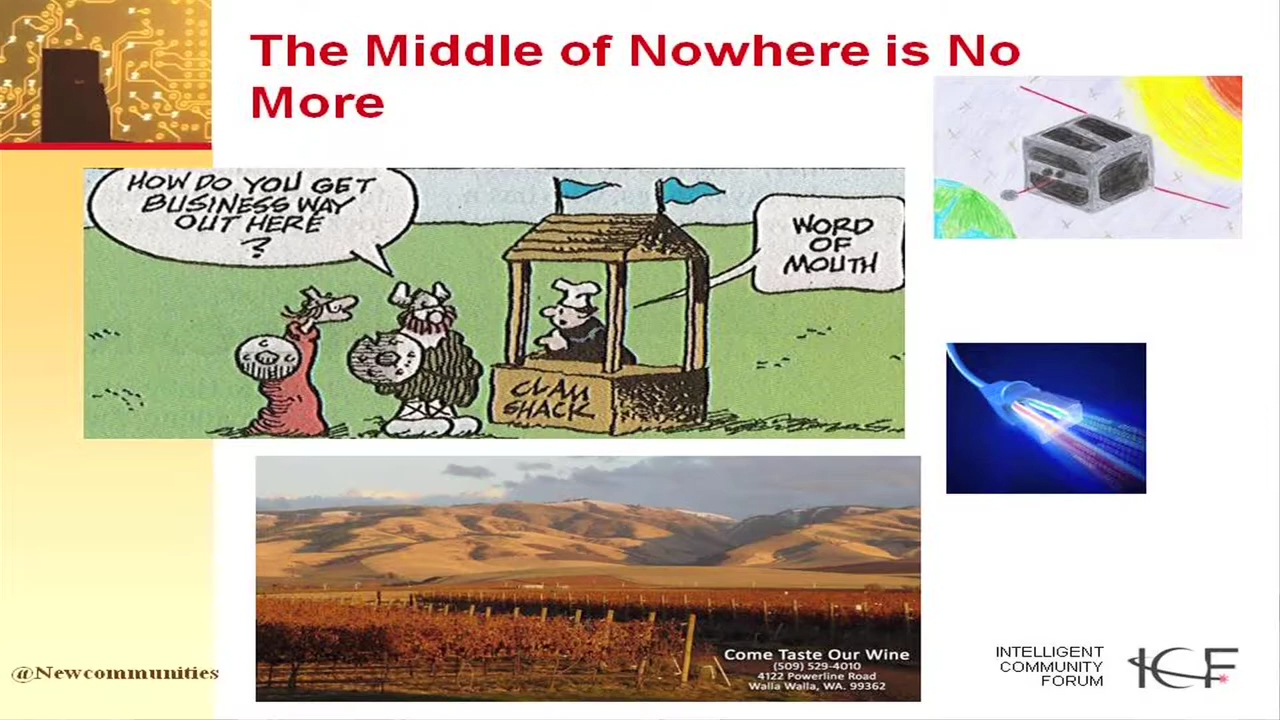 The Middle of Nowhere is No
More
HOW DO YOU GET
BUSINESS WAY
OUT HERE
?
WORD
OF
MOUTH
CLAM
SHACK
Come Taste Our Wine
(509) 529-4010
4122 Powerline Road
Walla Walla, WA. 99362
@Newcommunities
INTELLIGENT
COMMUNITY
FORUM
ICF